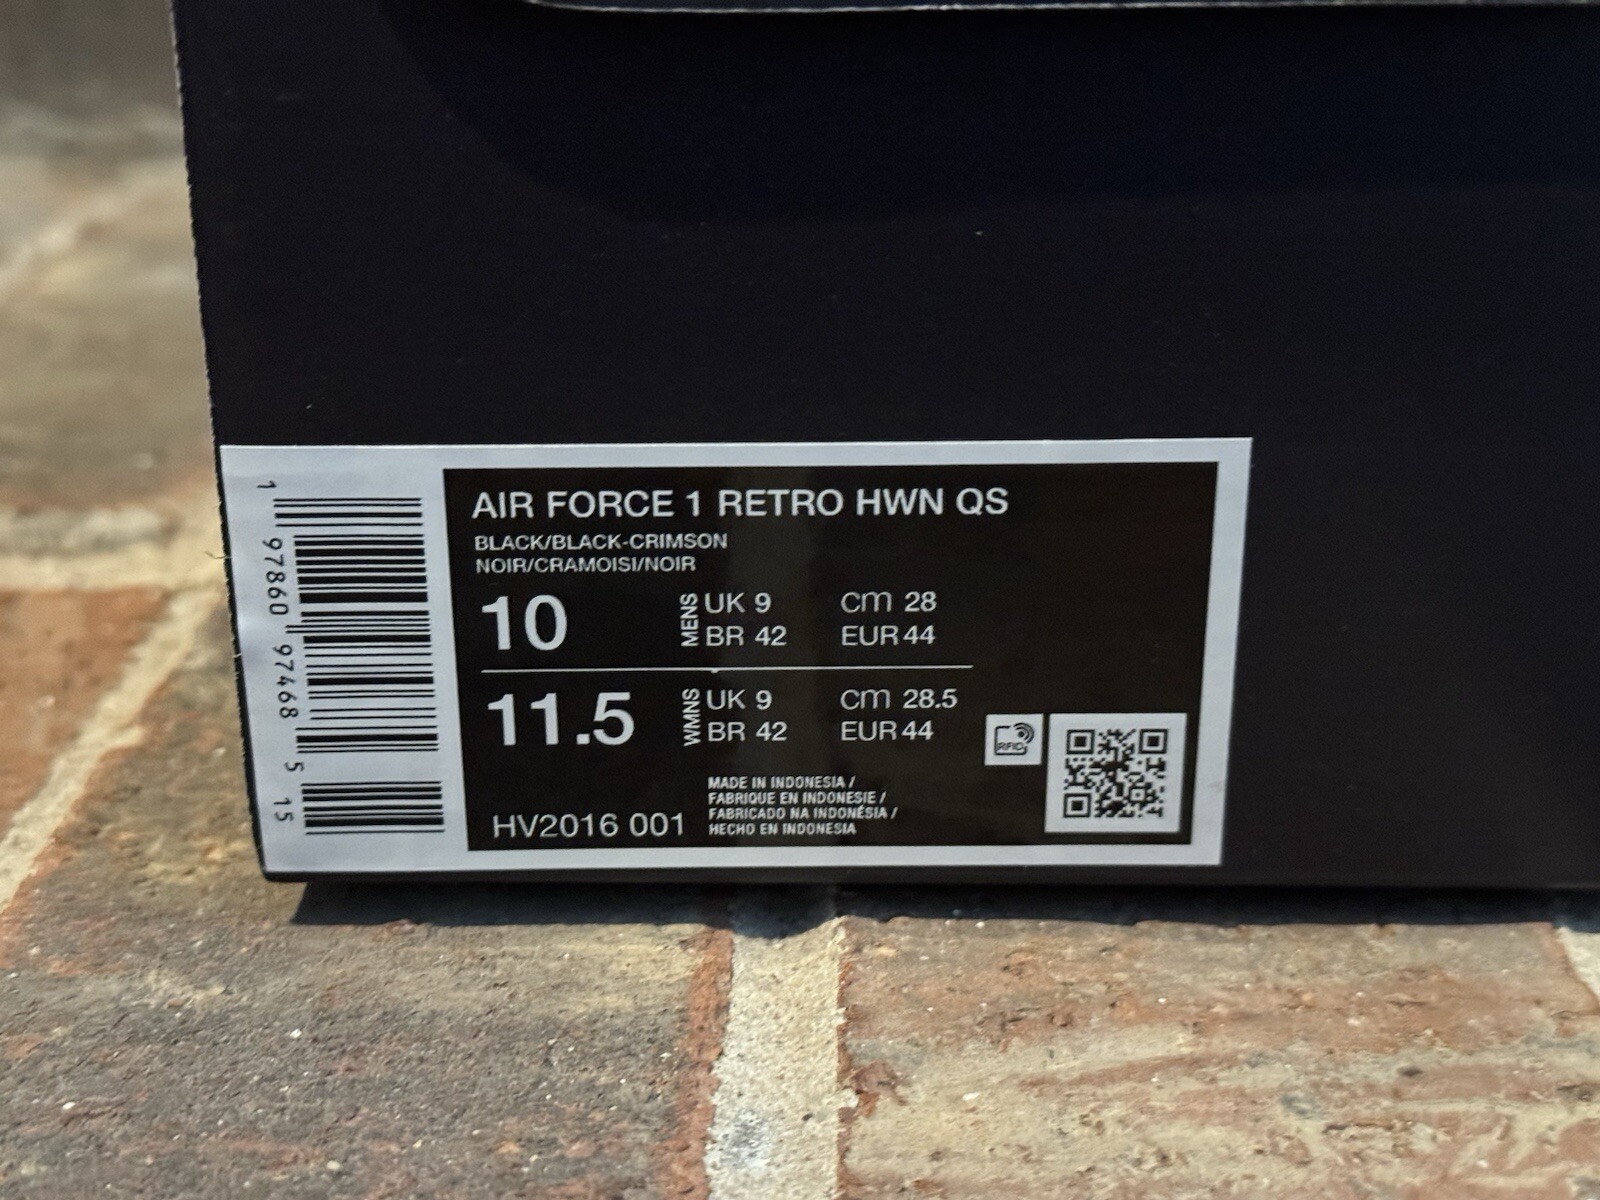 AIR FORCE 1 RETRO HWN QS
BLACK/BLACK-CRIMSON
NOIR/CRAMOISI/NOIR
10 MENS UK 9 cm 28
BR 42 EUR 44
11.5 WMNS UK 9 cm 28.5
BR 42 EUR 44
RFID
HV2016 001
MADE IN INDONESIA /
FABRIQUE EN INDONESIE /
FABRICADO NA INDONÉSIA /
HECHO EN INDONESIA
1 97860 97468 5 15